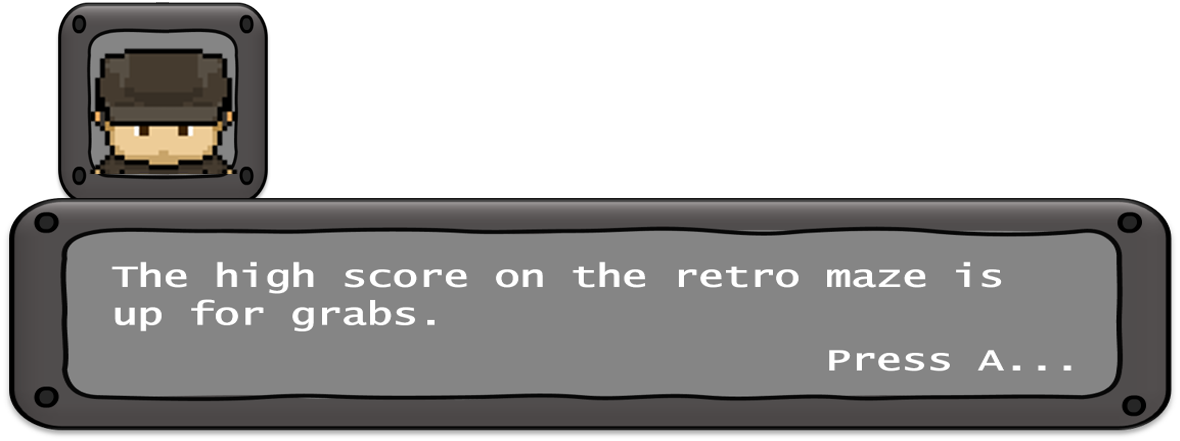 The high score on the retro maze is
up for grabs.
Press A...